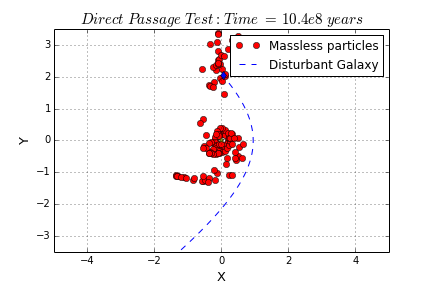 Direct Passage Test : Time = 10.4e8 years
Massless particles
Disturbant Galaxy
3
2
1
0
−1
−2
−3
Y
−4
−2
0
2
4
X